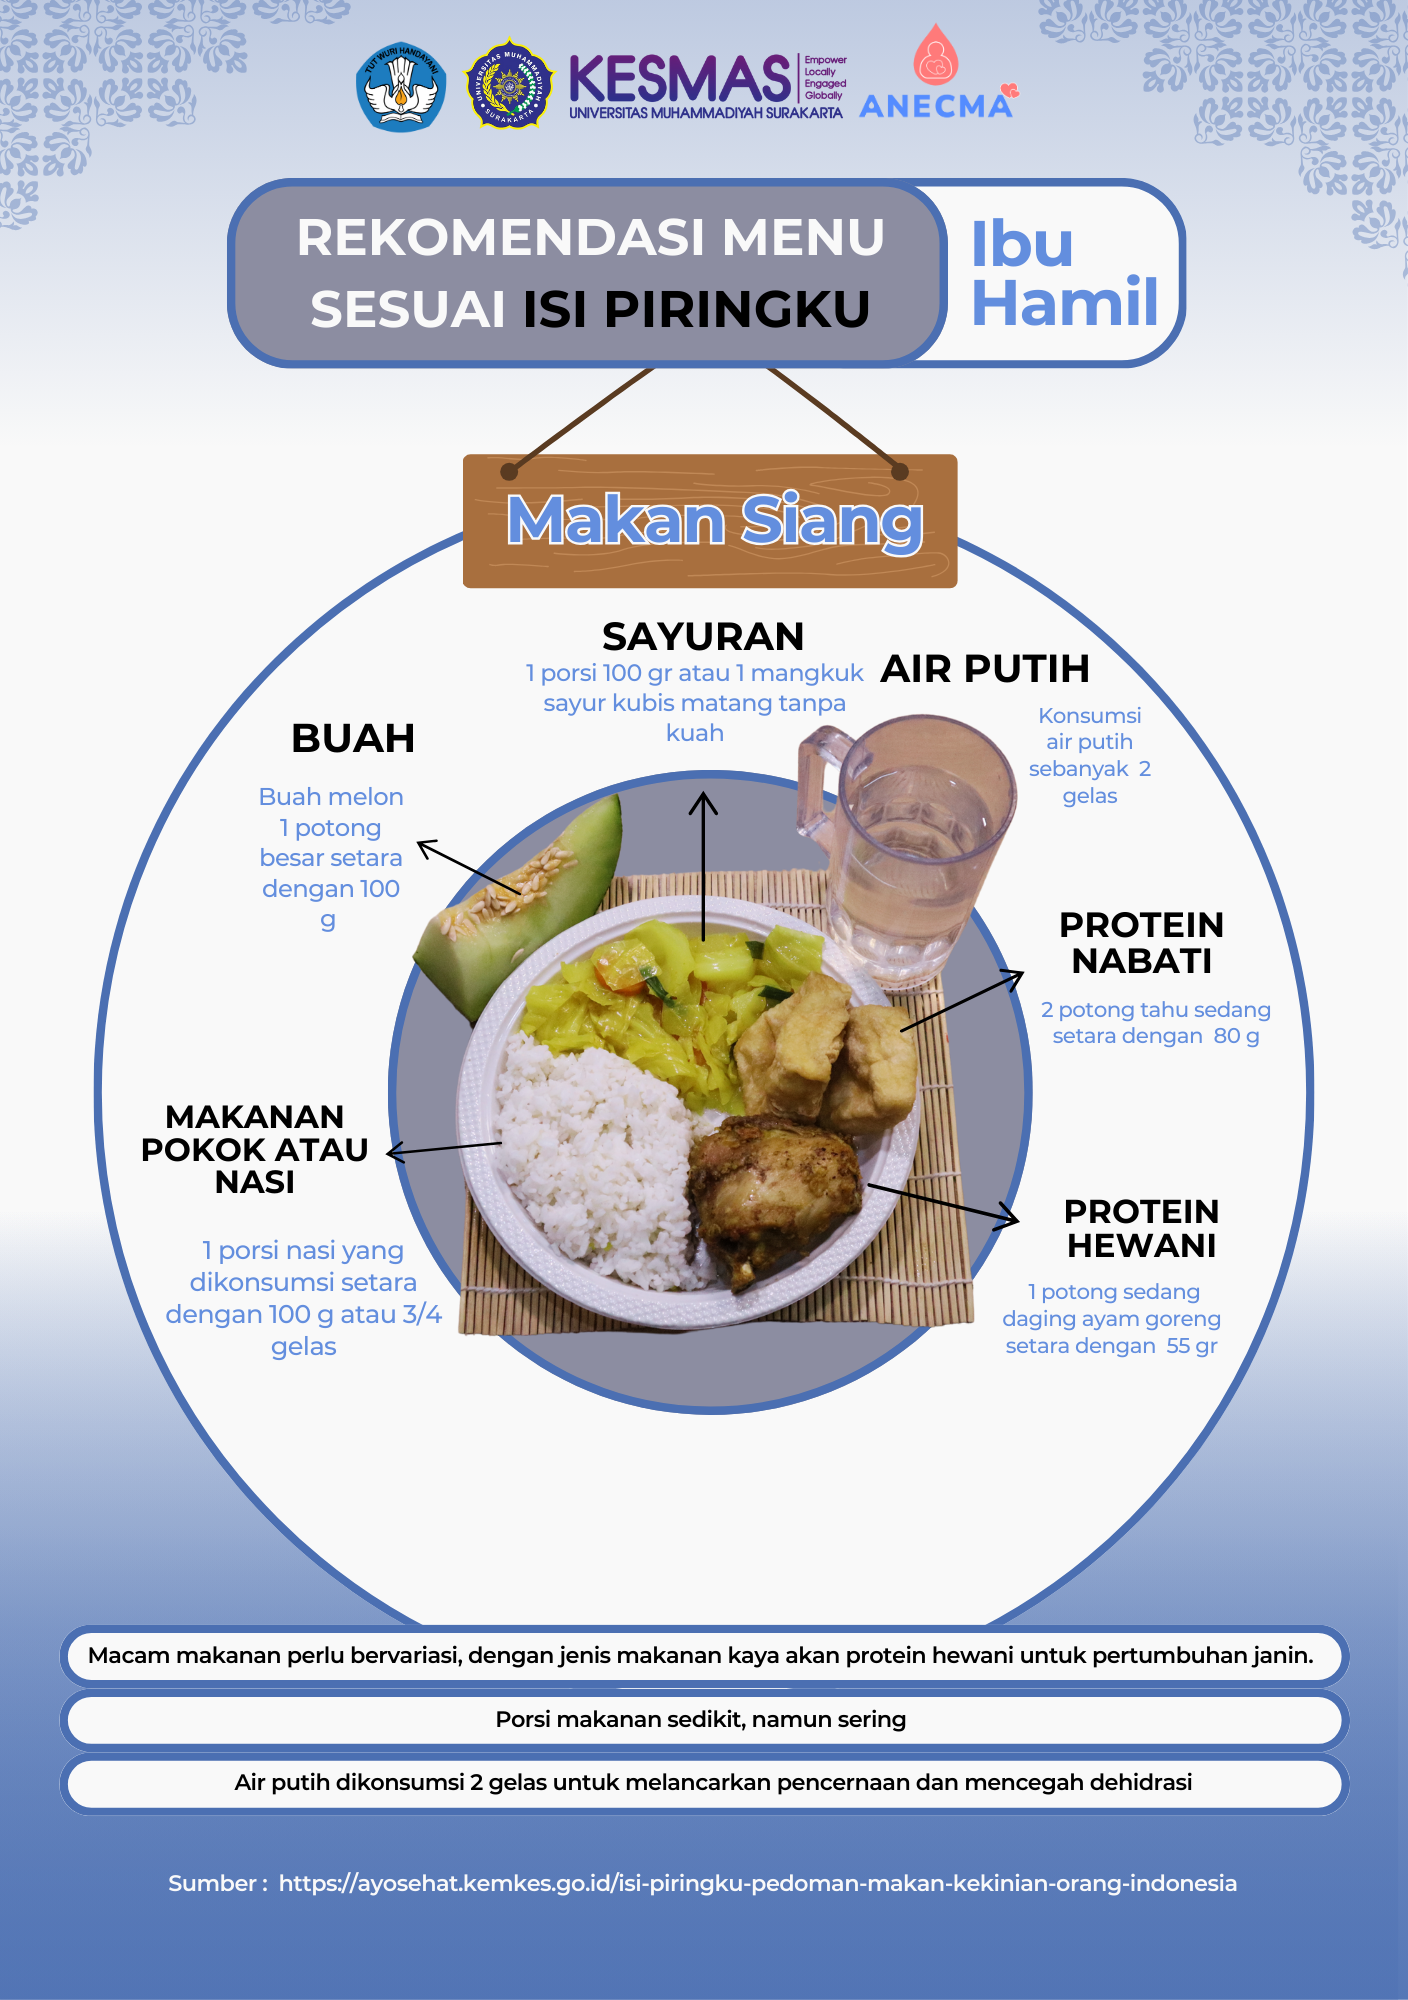 TUT WURI HANDAYANI
UNIVERSITAS MUHAMMADIYAH
SURAKARTA
KESMAS
Empower
Locally
Engaged
Globally
UNIVERSITAS MUHAMMADIYAH SURAKARTA
ANECMA
REKOMENDASI MENU
SESUAI ISI PIRINGKU
Ibu
Hamil
Makan Siang
SAYURAN
1 porsi 100 gr atau 1 mangkuk
sayur kubis matang tanpa
kuah
AIR PUTIH
Konsumsi
air putih
sebanyak 2
gelas
BUAH
Buah melon
1 potong
besar setara
dengan 100
g
PROTEIN
NABATI
2 potong tahu sedang
setara dengan 80 g
MAKANAN
POKOK ATAU
NASI
1 porsi nasi yang
dikonsumsi setara
dengan 100 g atau 3/4
gelas
PROTEIN
HEWANI
1 potong sedang
daging ayam goreng
setara dengan 55 gr
Macam makanan perlu bervariasi, dengan jenis makanan kaya akan protein hewani untuk pertumbuhan janin.
Porsi makanan sedikit, namun sering
Air putih dikonsumsi 2 gelas untuk melancarkan pencernaan dan mencegah dehidrasi
Sumber : https://ayosehat.kemkes.go.id/isi-piringku-pedoman-makan-kekinian-orang-indonesia